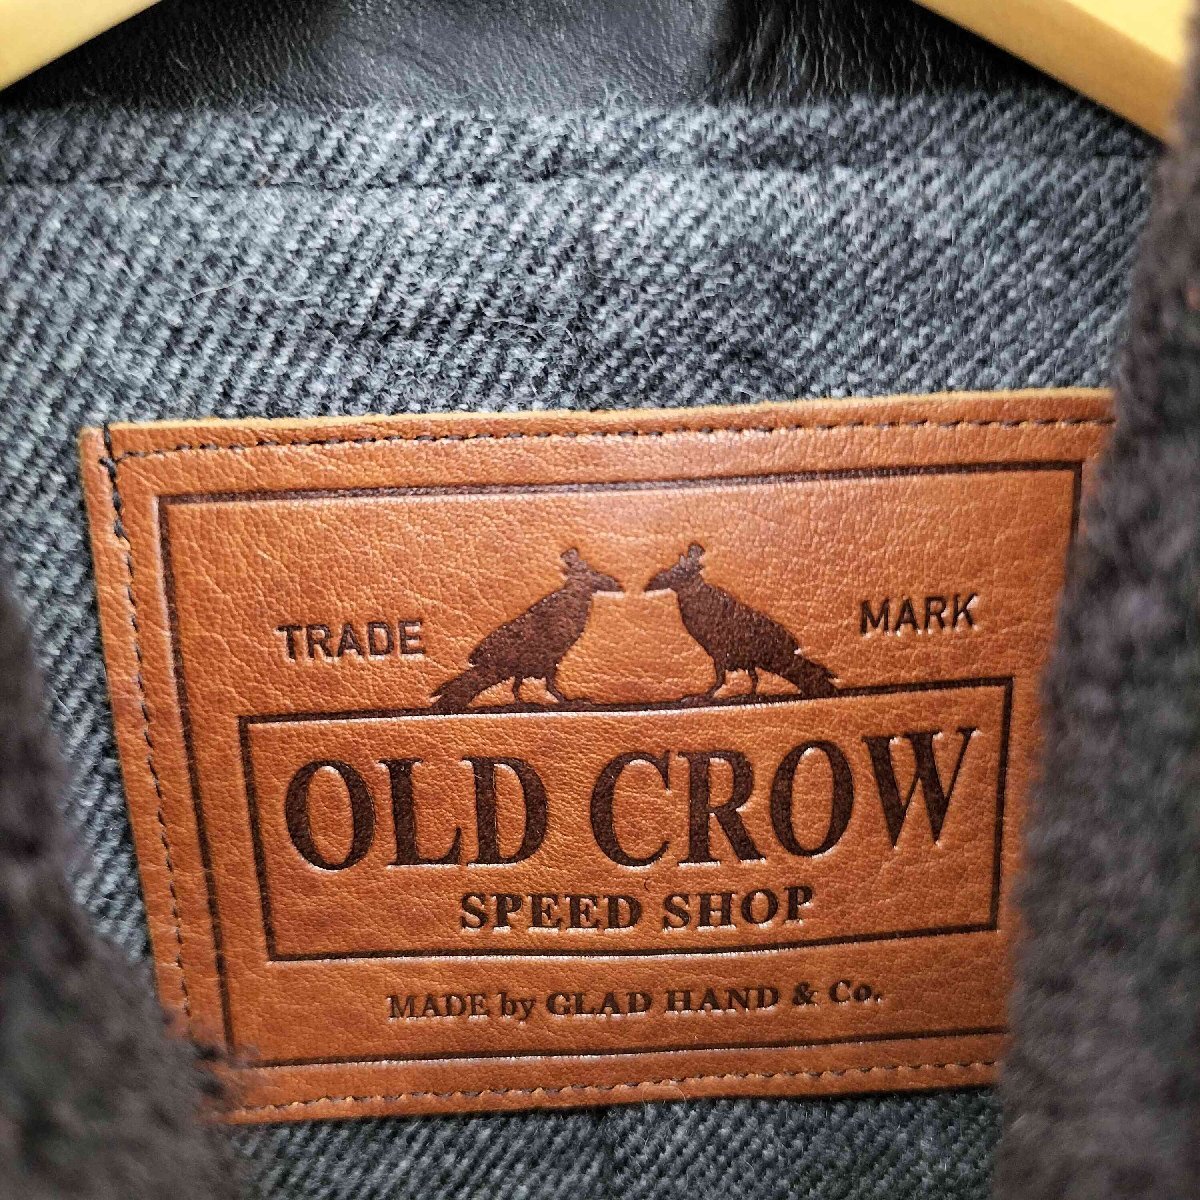 TRADE MARK
OLD CROW
SPEED SHOP
MADE by GLAD HAND & Co.